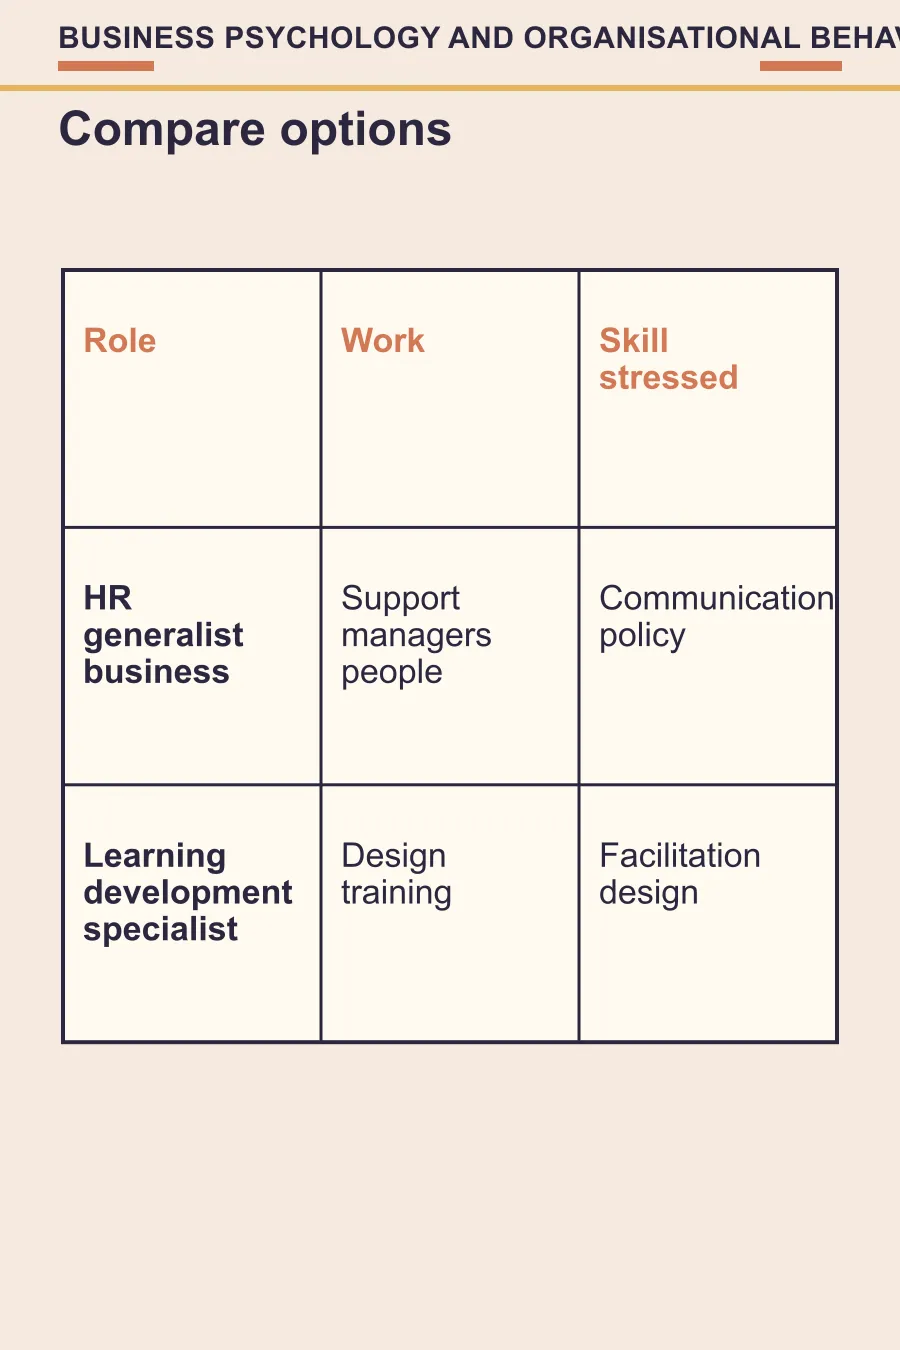 BUSINESS PSYCHOLOGY AND ORGANISATIONAL BEHAV
Compare options
Role
Work
Skill
stressed
HR
generalist
business
Support
managers
people
Communication
policy
Learning
development
specialist
Design
training
Facilitation
design